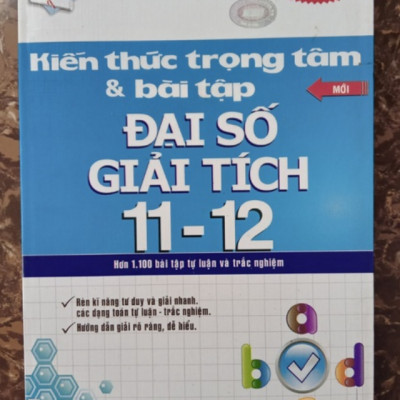 Kiến thức trọng tâm
& bài tập
MỚI
ĐẠI SỐ
GIẢI TÍCH
11 - 12
Hơn 1.100 bài tập tự luận và trắc nghiệm
Rèn kĩ năng tư duy và giải nhanh.
các dạng toán tự luận - trắc nghiệm.
Hướng dẫn giải rõ ràng, dễ hiểu.
a
b
d